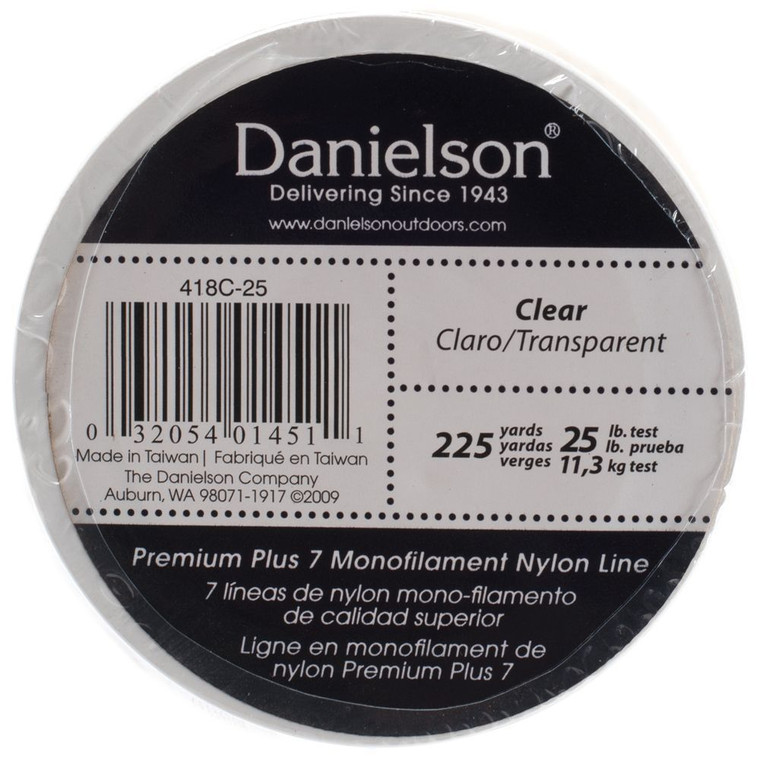 Danielson®
Delivering Since 1943
www.danielsonoutdoors.com
418C-25
0 32054 01451 1
Made in Taiwan | Fabriqué en Taiwan
The Danielson Company
Auburn, WA 98071-1917 ©2009
Clear
Claro/Transparent
225 yards yardas verges
25 lb. test lb. prueba
11,3 kg test
Premium Plus 7 Monofilament Nylon Line
7 líneas de nylon mono-filamento
de calidad superior
Ligne en monofilament de
nylon Premium Plus 7